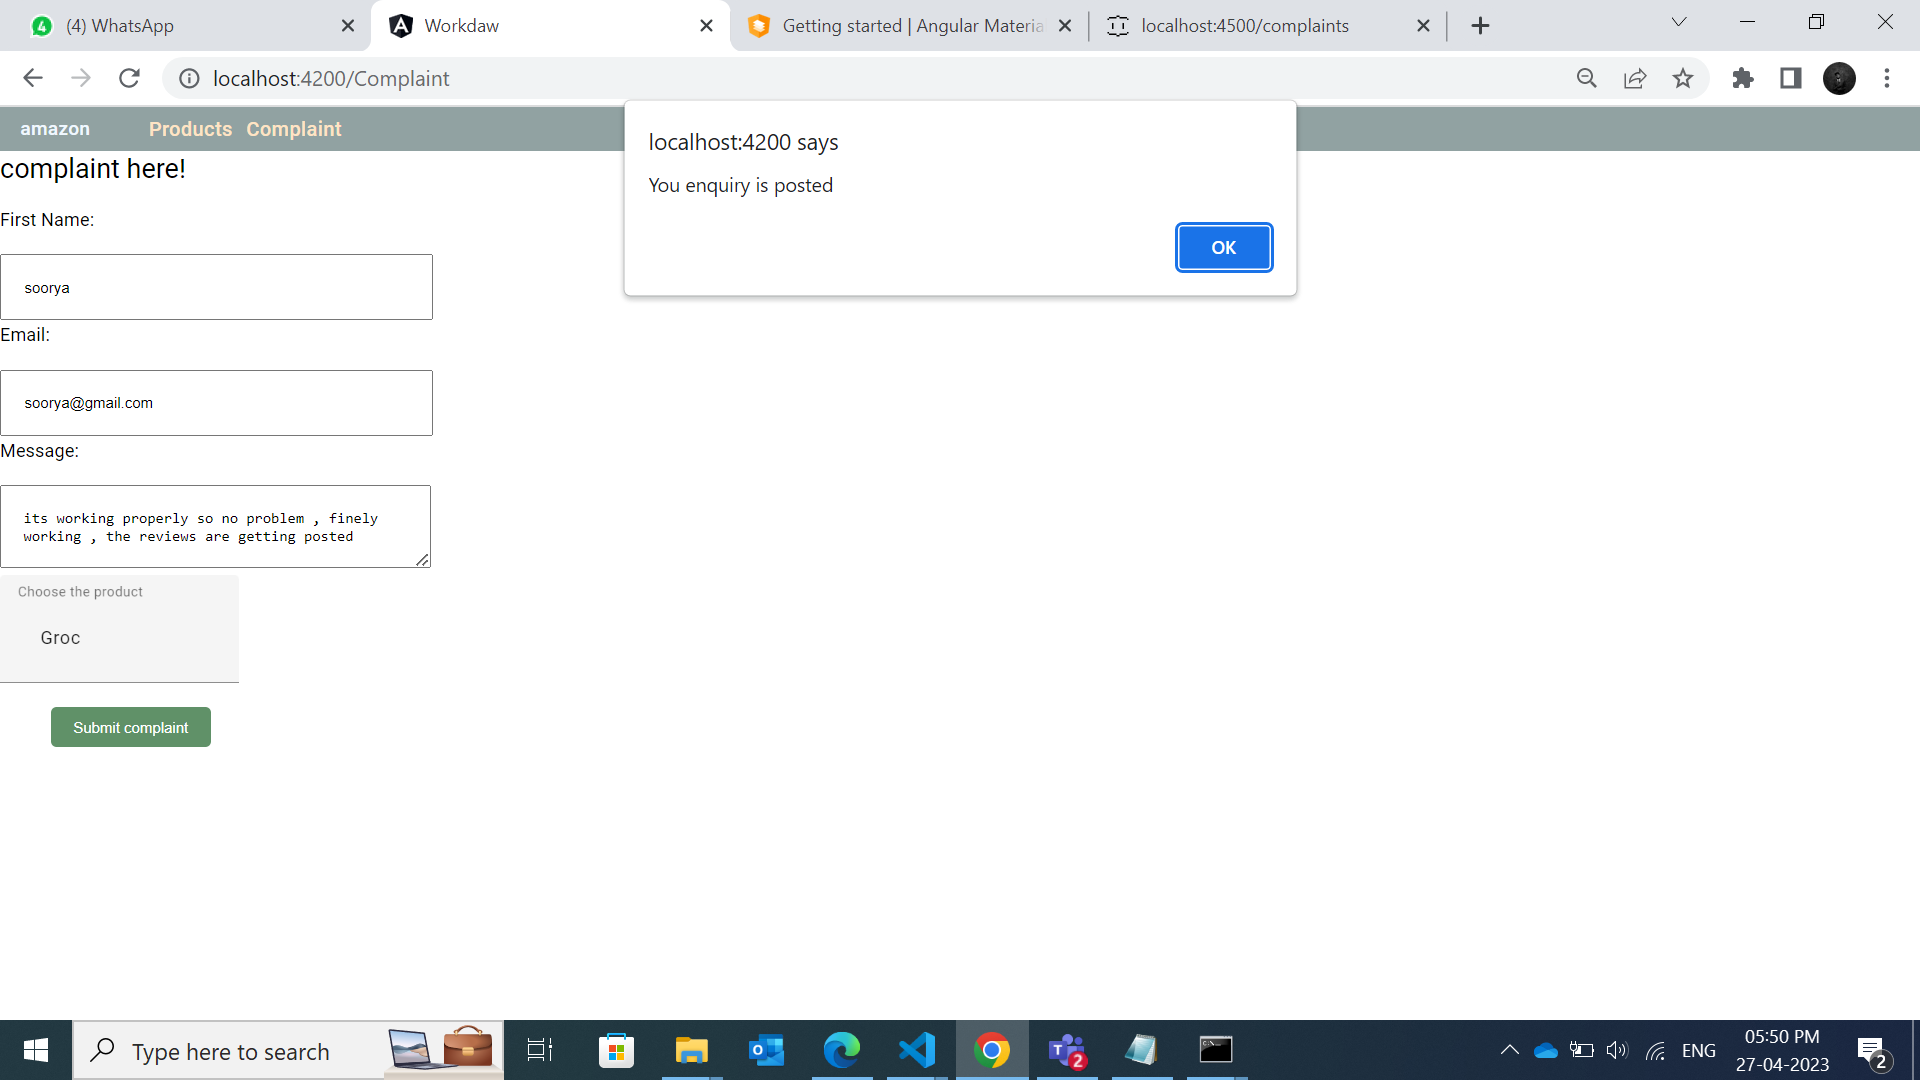 4 (4) WhatsApp
Workdaw
Getting started | Angular Materia
localhost:4500/complaints
localhost:4200/Complaint
amazon Products Complaint
complaint here!
localhost:4200 says
You enquiry is posted
OK
First Name:
soorya
Email:
soorya@gmail.com
Message:
its working properly so no problem , finely
working , the reviews are getting posted
Choose the product
Groc
Submit complaint
Type here to search
2
ENG
05:50 PM
27-04-2023
2